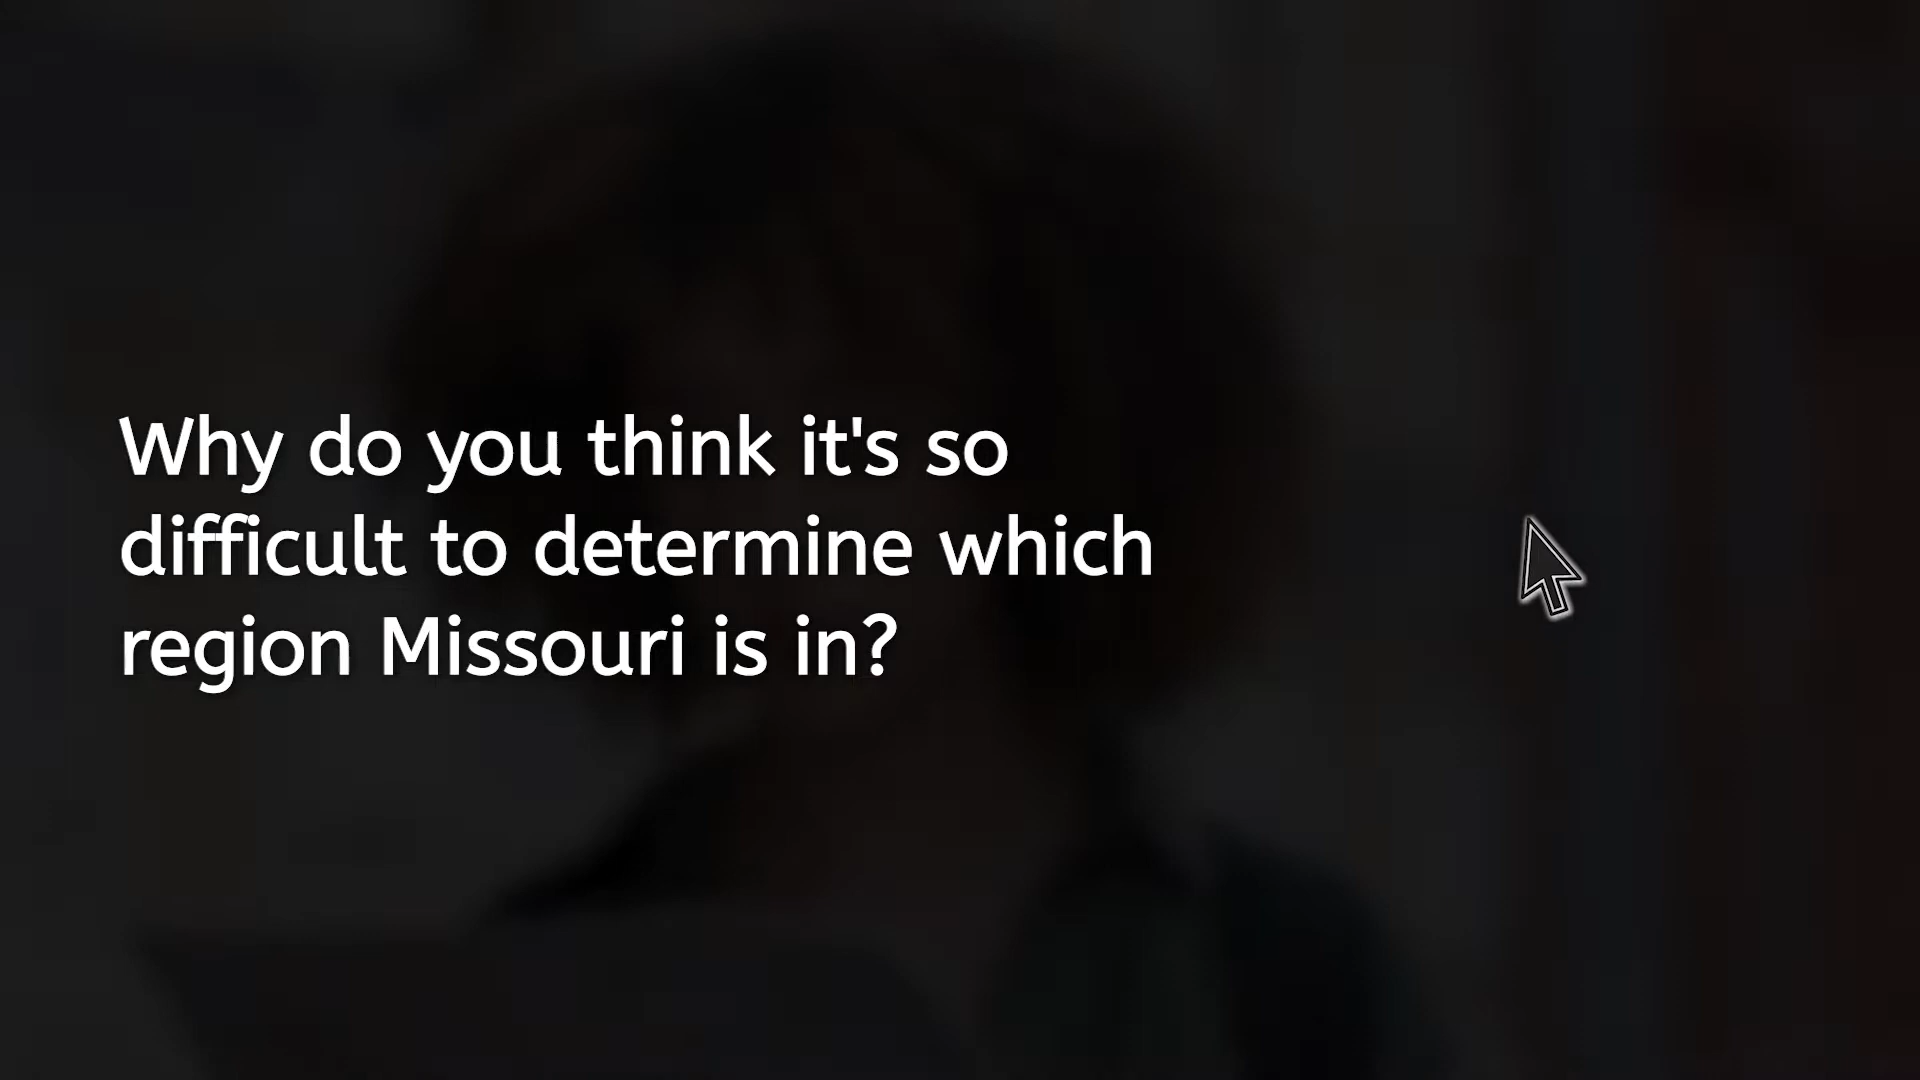 Why do you think it's so
difficult to determine which
region Missouri is in?